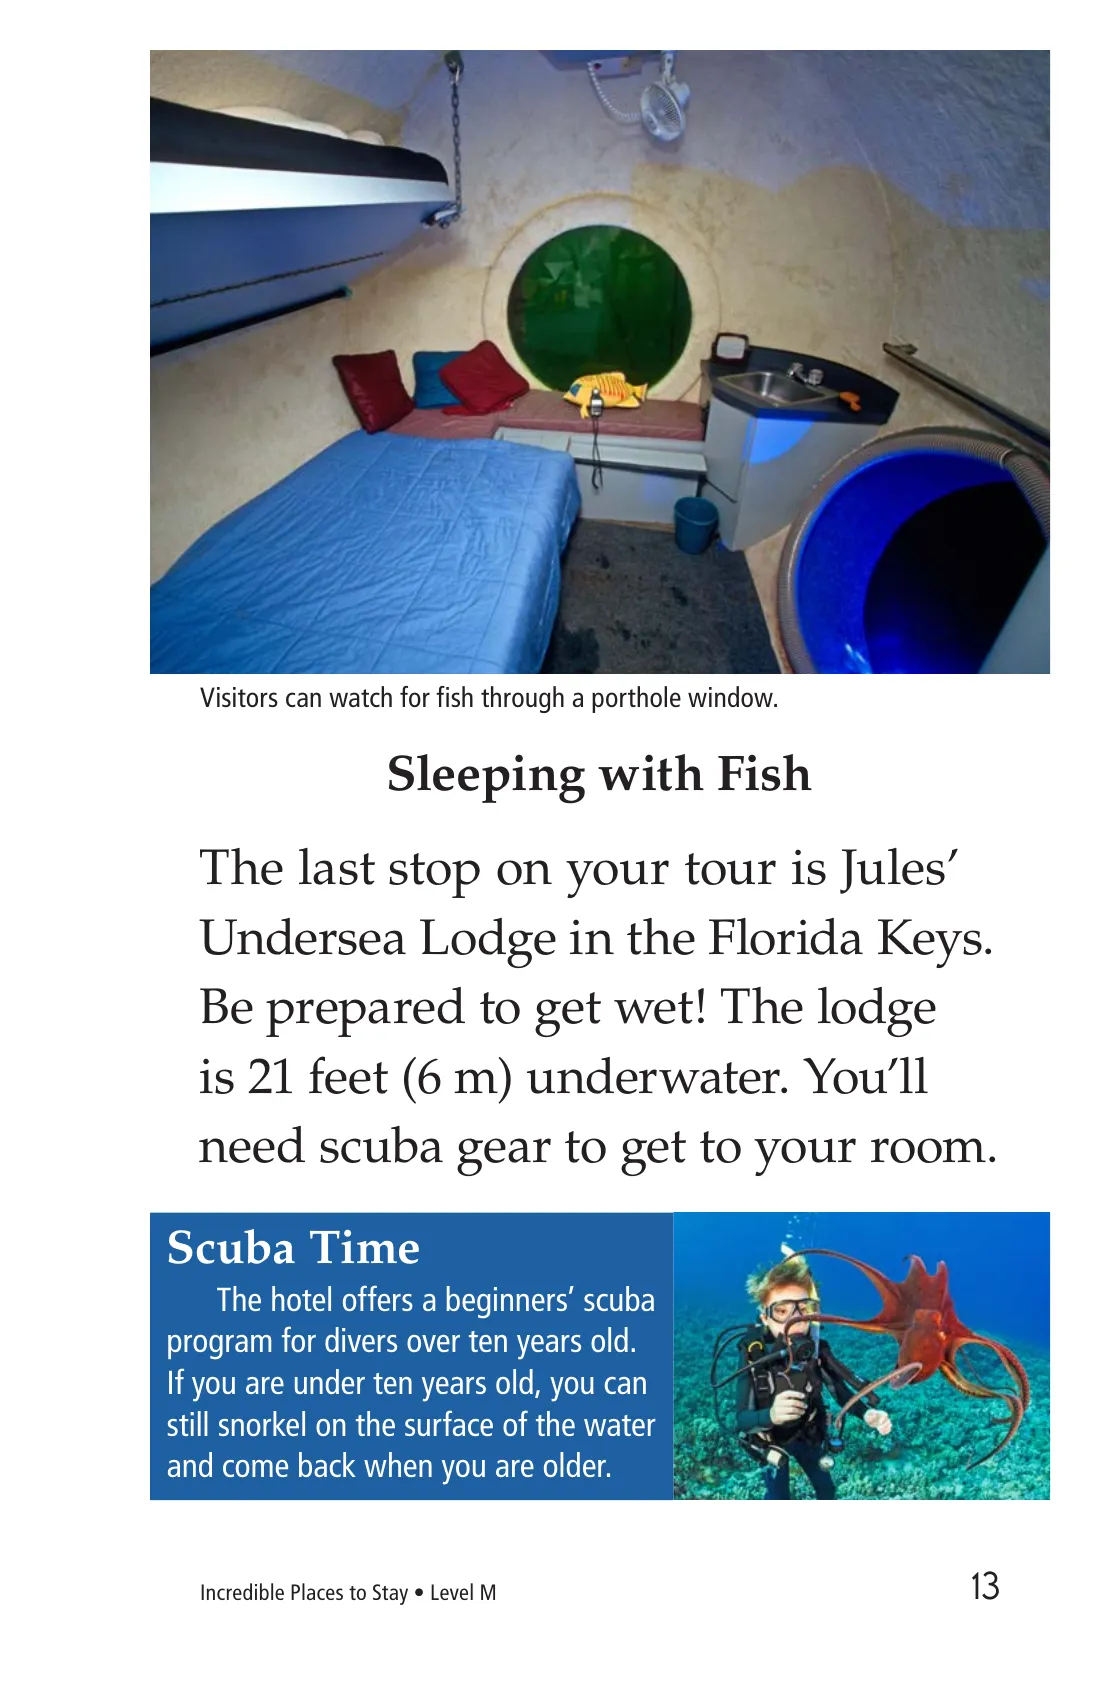 Visitors can watch for fish through a porthole window.
Sleeping with Fish
The last stop on your tour is Jules’
Undersea Lodge in the Florida Keys.
Be prepared to get wet! The lodge
is 21 feet (6 m) underwater. You’ll
need scuba gear to get to your room.
Scuba Time
The hotel offers a beginners’ scuba
program for divers over ten years old.
If you are under ten years old, you can
still snorkel on the surface of the water
and come back when you are older.
Incredible Places to Stay • Level M
13